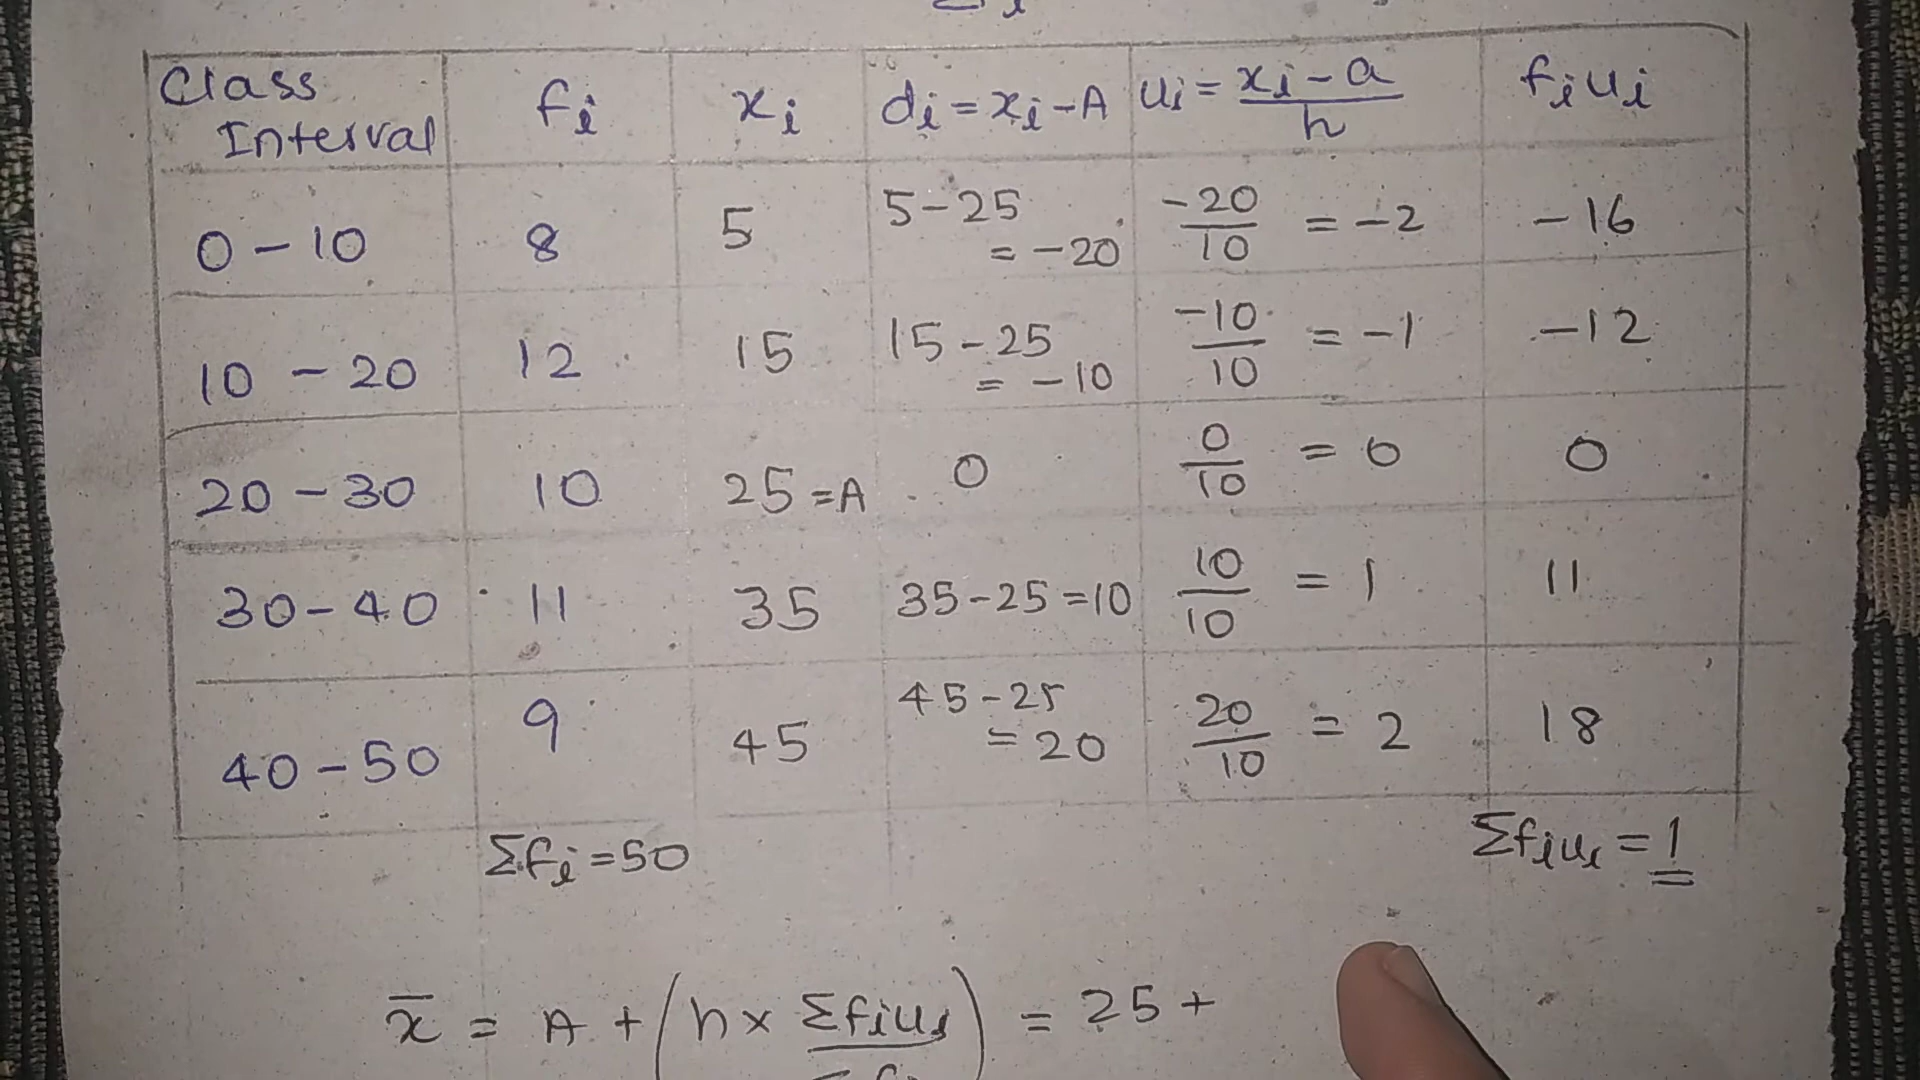 Class Interval fi xi di = xi - A ui = xi - a / h fiui
0 - 10 8 5 5 - 25 = -20 -20/10 = -2 -16
10 - 20 12 15 15 - 25 = -10 -10/10 = -1 -12
20 - 30 10 25 = A 0 0/10 = 0 0
30 - 40 11 35 35 - 25 = 10 10/10 = 1 11
40 - 50 9 45 45 - 25 = 20 20/10 = 2 18
Σfi = 50 Σfiui = 1
x̄ = A + (h × Σfiui / ) = 25 +